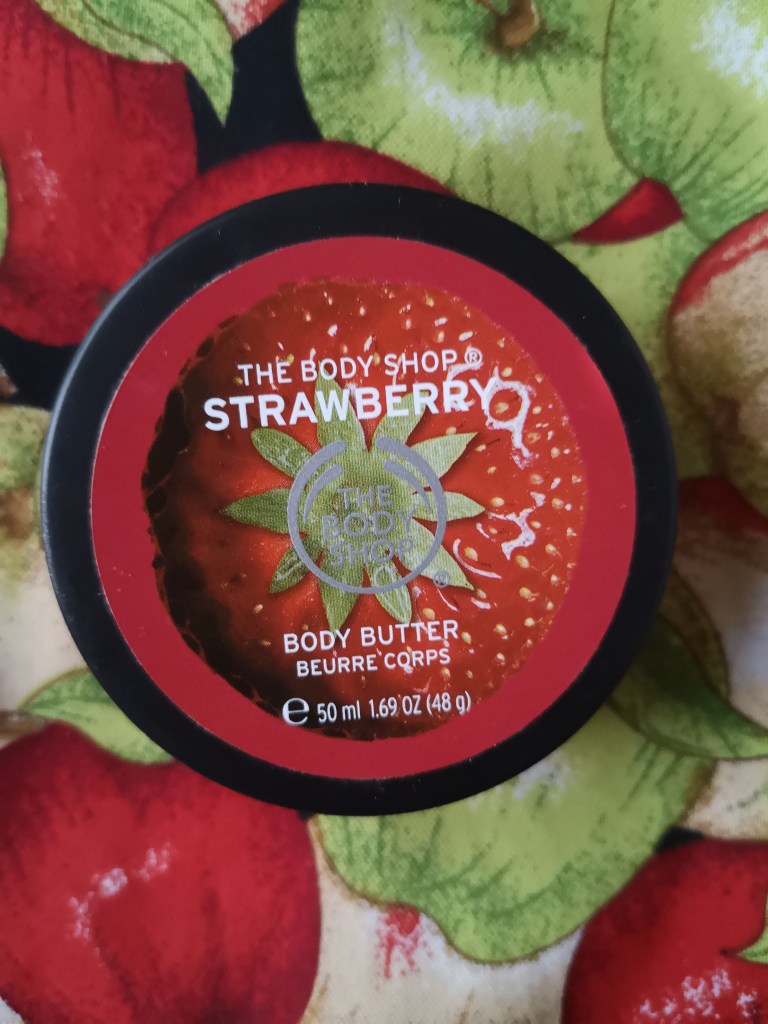 THE BODY SHOP®
STRAWBERRY
THE
BODY
SHOP
®
BODY BUTTER
BEURRE CORPS
℮ 50 ml 1.69 OZ (48 g)